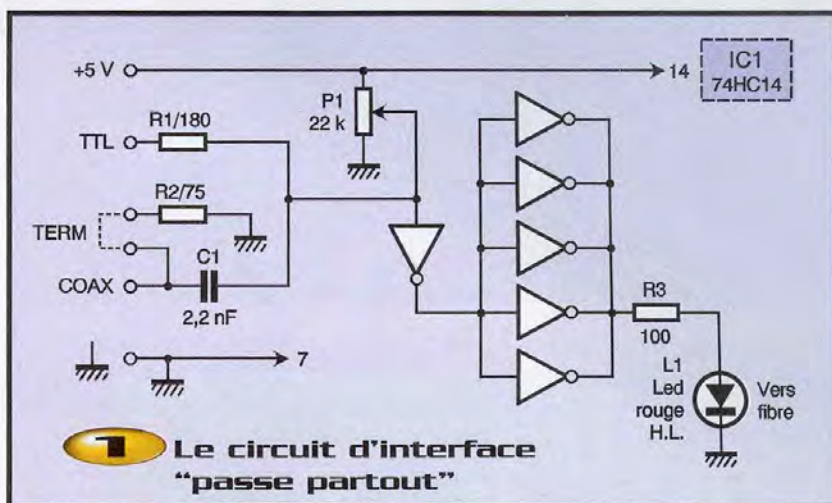 +5 V
14
IC1
74HC14
P1
22 k
TTL
R1/180
R2/75
TERM
C1
COAX
2,2 nF
R3
100
7
L1
Led
rouge
H.L.
Vers
fibre
1 Le circuit d'interface
"passe partout"